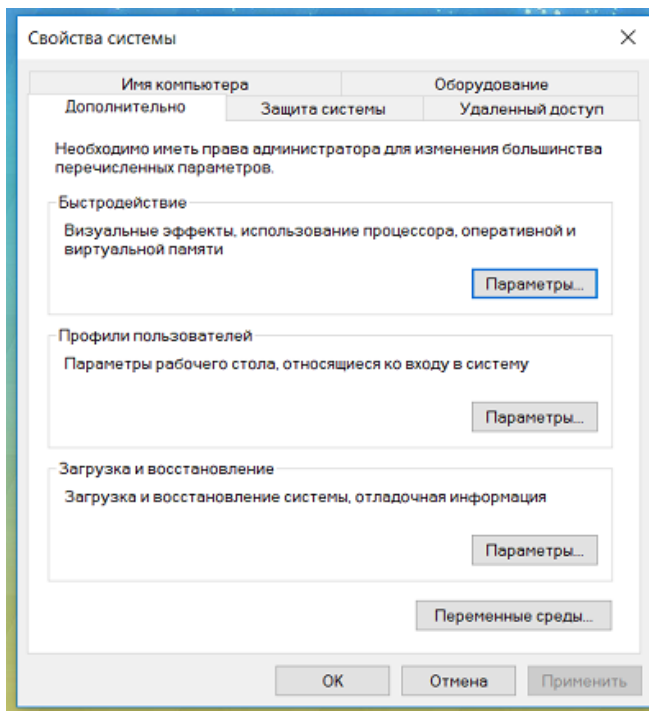 Свойства системы
Имя компьютера
Оборудование
Дополнительно
Защита системы
Удаленный доступ
Необходимо иметь права администратора для изменения большинства
перечисленных параметров.
Быстродействие
Визуальные эффекты, использование процессора, оперативной и
виртуальной памяти
Параметры...
Профили пользователей
Параметры рабочего стола, относящиеся ко входу в систему
Параметры...
Загрузка и восстановление
Загрузка и восстановление системы, отладочная информация
Параметры...
Переменные среды...
ОК
Отмена
Применить